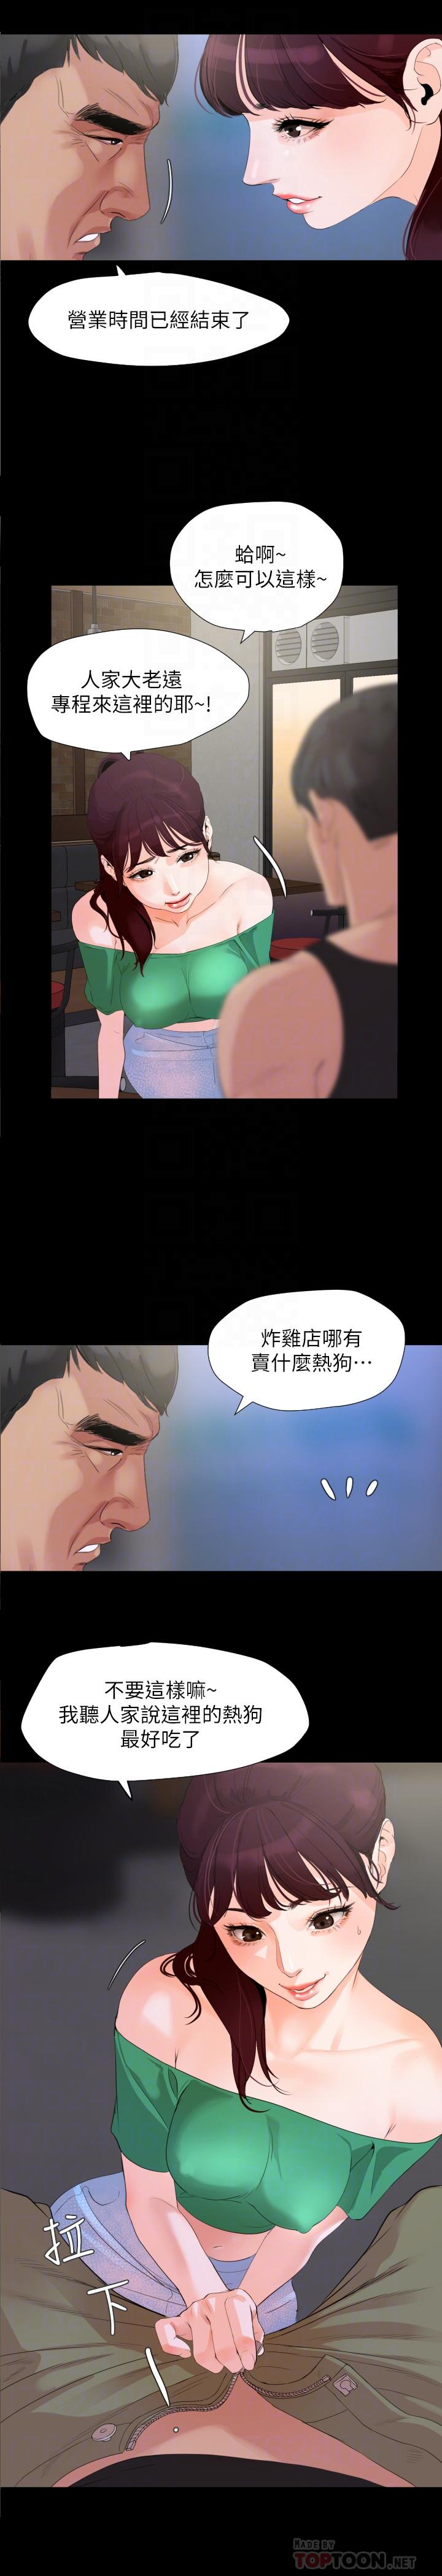 營業時間已經結束了
蛤啊~
怎麼可以這樣~
人家大老遠
專程來這裡的耶~!
炸雞店哪有
賣什麼熱狗⋯
不要這樣嘛~
我聽人家說這裡的熱狗
最好吃了
拉
下
MADE BY
TOPTOON.NET